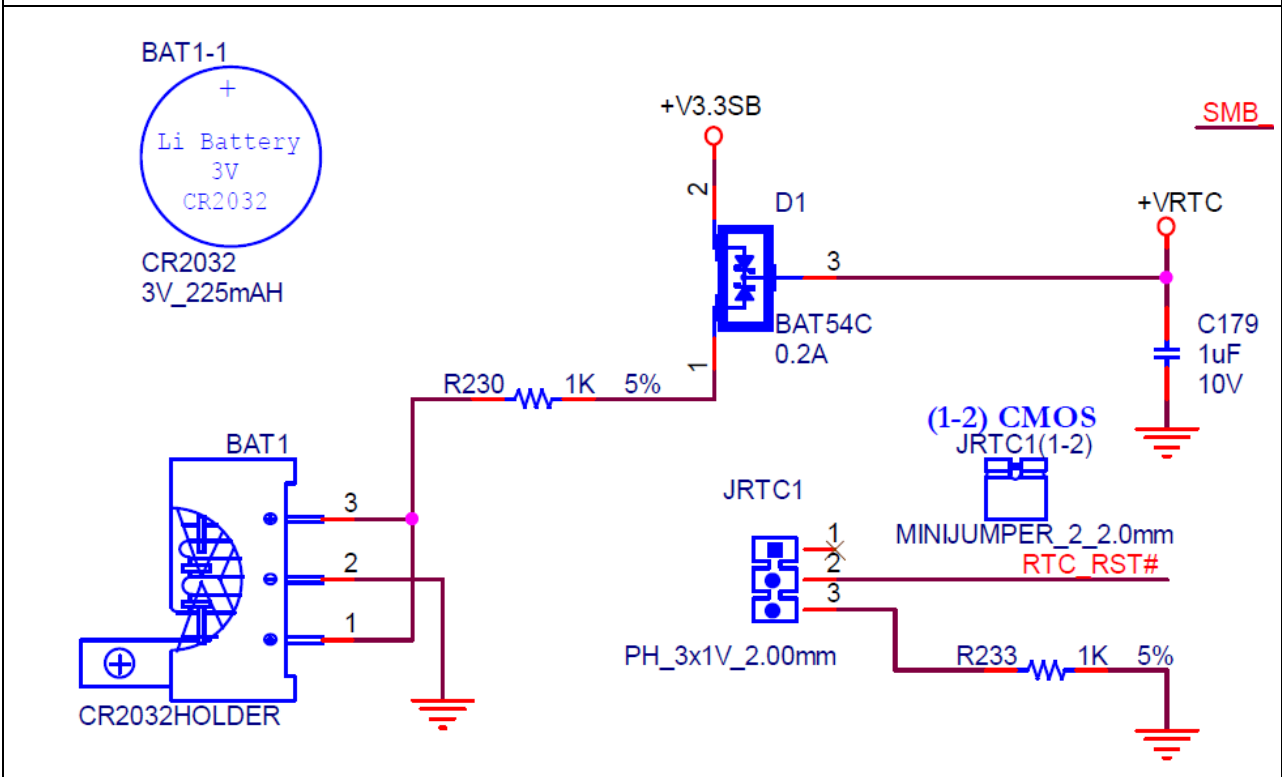 BAT1-1
+
Li Battery
3V
CR2032
CR2032
3V_225mAH
+V3.3SB
2
D1
3
BAT54C
0.2A
1
SMB_
+VRTC
C179
1uF
10V
R230 1K 5%
BAT1
3
2
1
CR2032HOLDER
(1-2) CMOS
JRTC1(1-2)
MINIJUMPER_2_2.0mm
JRTC1
1
2
3
RTC_RST#
PH_3x1V_2.00mm
R233 1K 5%